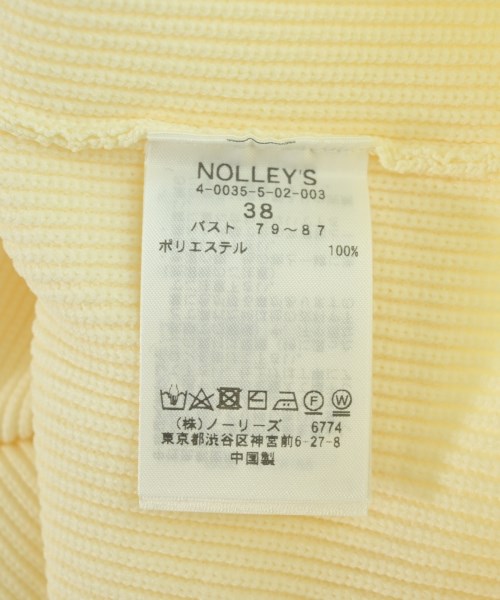 NOLLEY'S
4-0035-5-02-003
38
バスト 79～87
ポリエステル 100%
F W
(株)ノーリーズ 6774
東京都渋谷区神宮前6-27-8
中国製